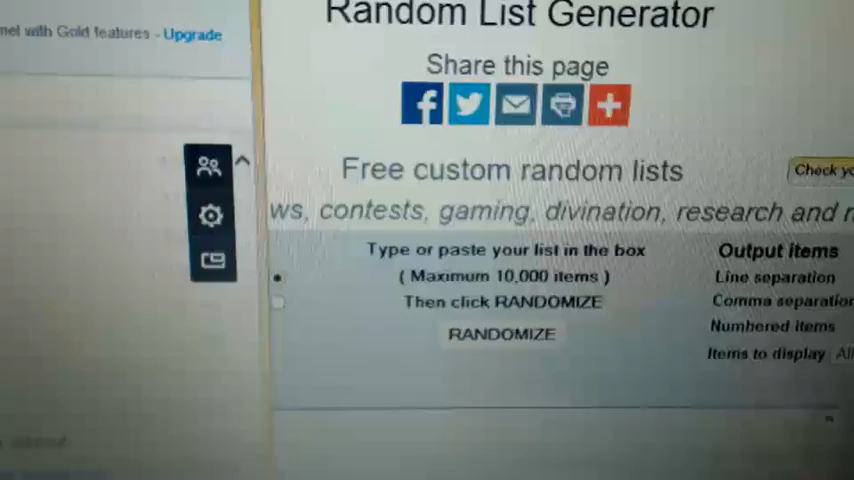 Random List Generator
with Gold features - Upgrade
Share this page
Free custom random lists
Check
ws, contests, gaming, divination, research and
Type or paste your list in the box
( Maximum 10,000 items )
Then click RANDOMIZE
RANDOMIZE
Output items
Line separation
Comma separation
Numbered items
Items to display All